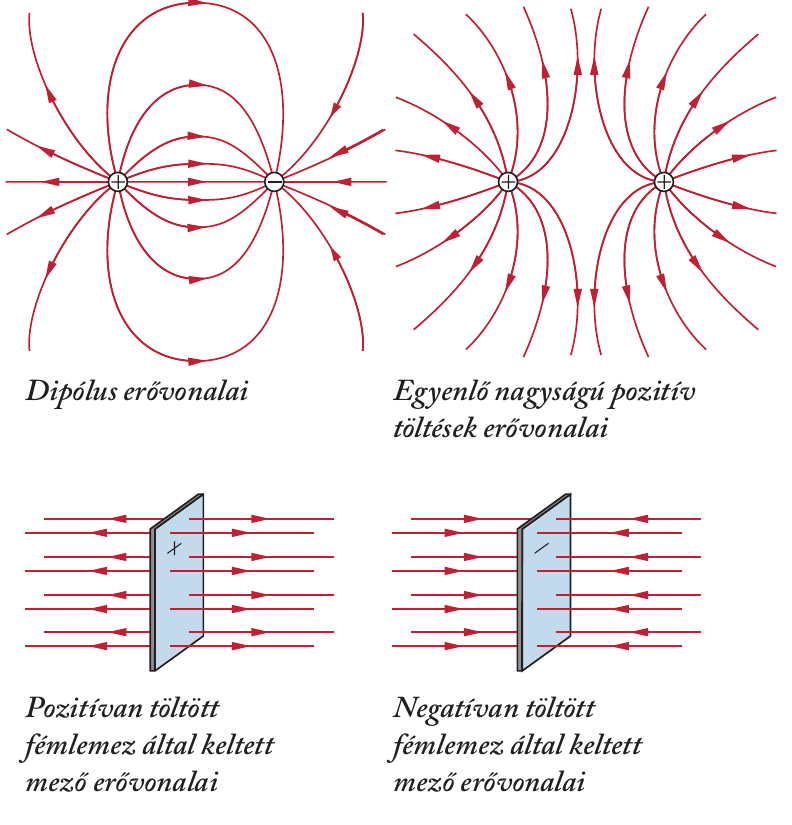 +
−
+
+
Dipólus erővonalai
Egyenlő nagyságú pozitív
töltések erővonalai
+
−
Pozitívan töltött
fémlemez által keltett
mező erővonalai
Negatívan töltött
fémlemez által keltett
mező erővonalai